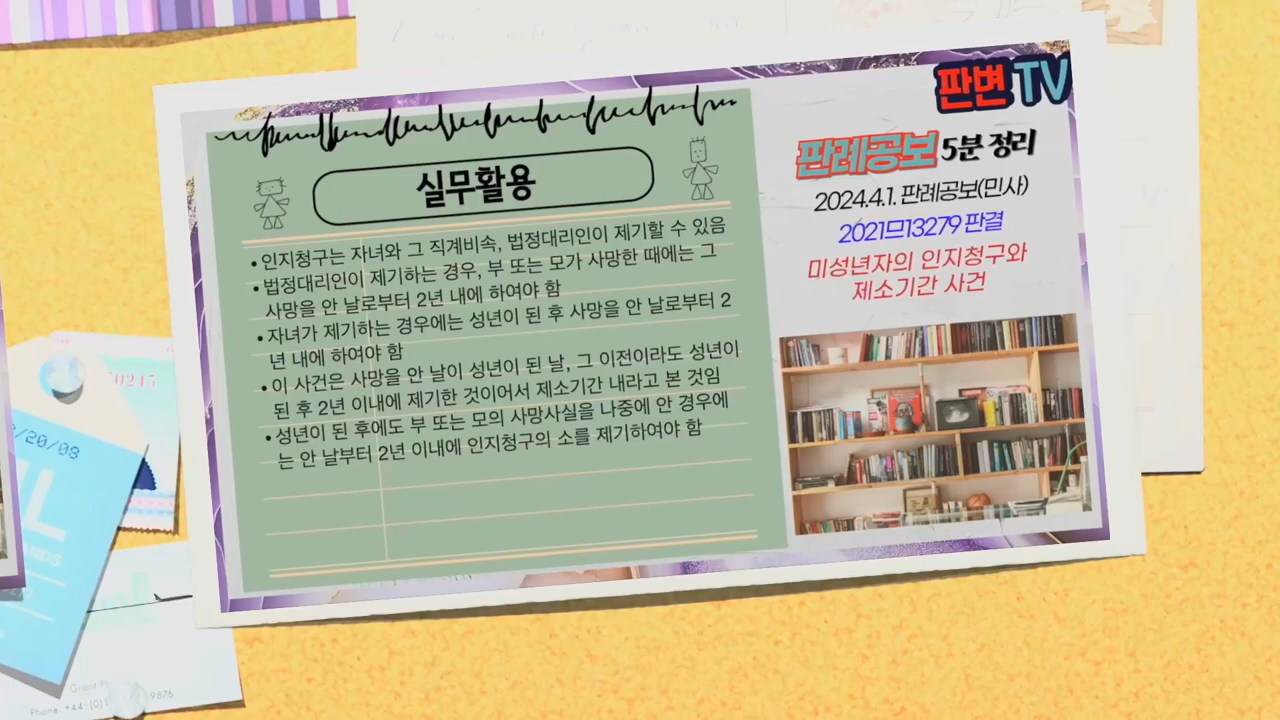 판변 TV
판례공보 5분 정리
2024.4.1. 판례공보(민사)
2021므13279 판결
미성년자의 인지청구와
제소기간 사건
실무활용
• 인지청구는 자녀와 그 직계비속, 법정대리인이 제기할 수 있음
• 법정대리인이 제기하는 경우, 부 또는 모가 사망한 때에는 그
사망을 안 날로부터 2년 내에 하여야 함
• 자녀가 제기하는 경우에는 성년이 된 후 사망을 안 날로부터 2
년 내에 하여야 함
• 이 사건은 사망을 안 날이 성년이 된 날, 그 이전이라도 성년이
된 후 2년 이내에 제기한 것이어서 제소기간 내라고 본 것임
• 성년이 된 후에도 부 또는 모의 사망사실을 나중에 안 경우에
는 안 날부터 2년 이내에 인지청구의 소를 제기하여야 함
/20/08
Phone
9876